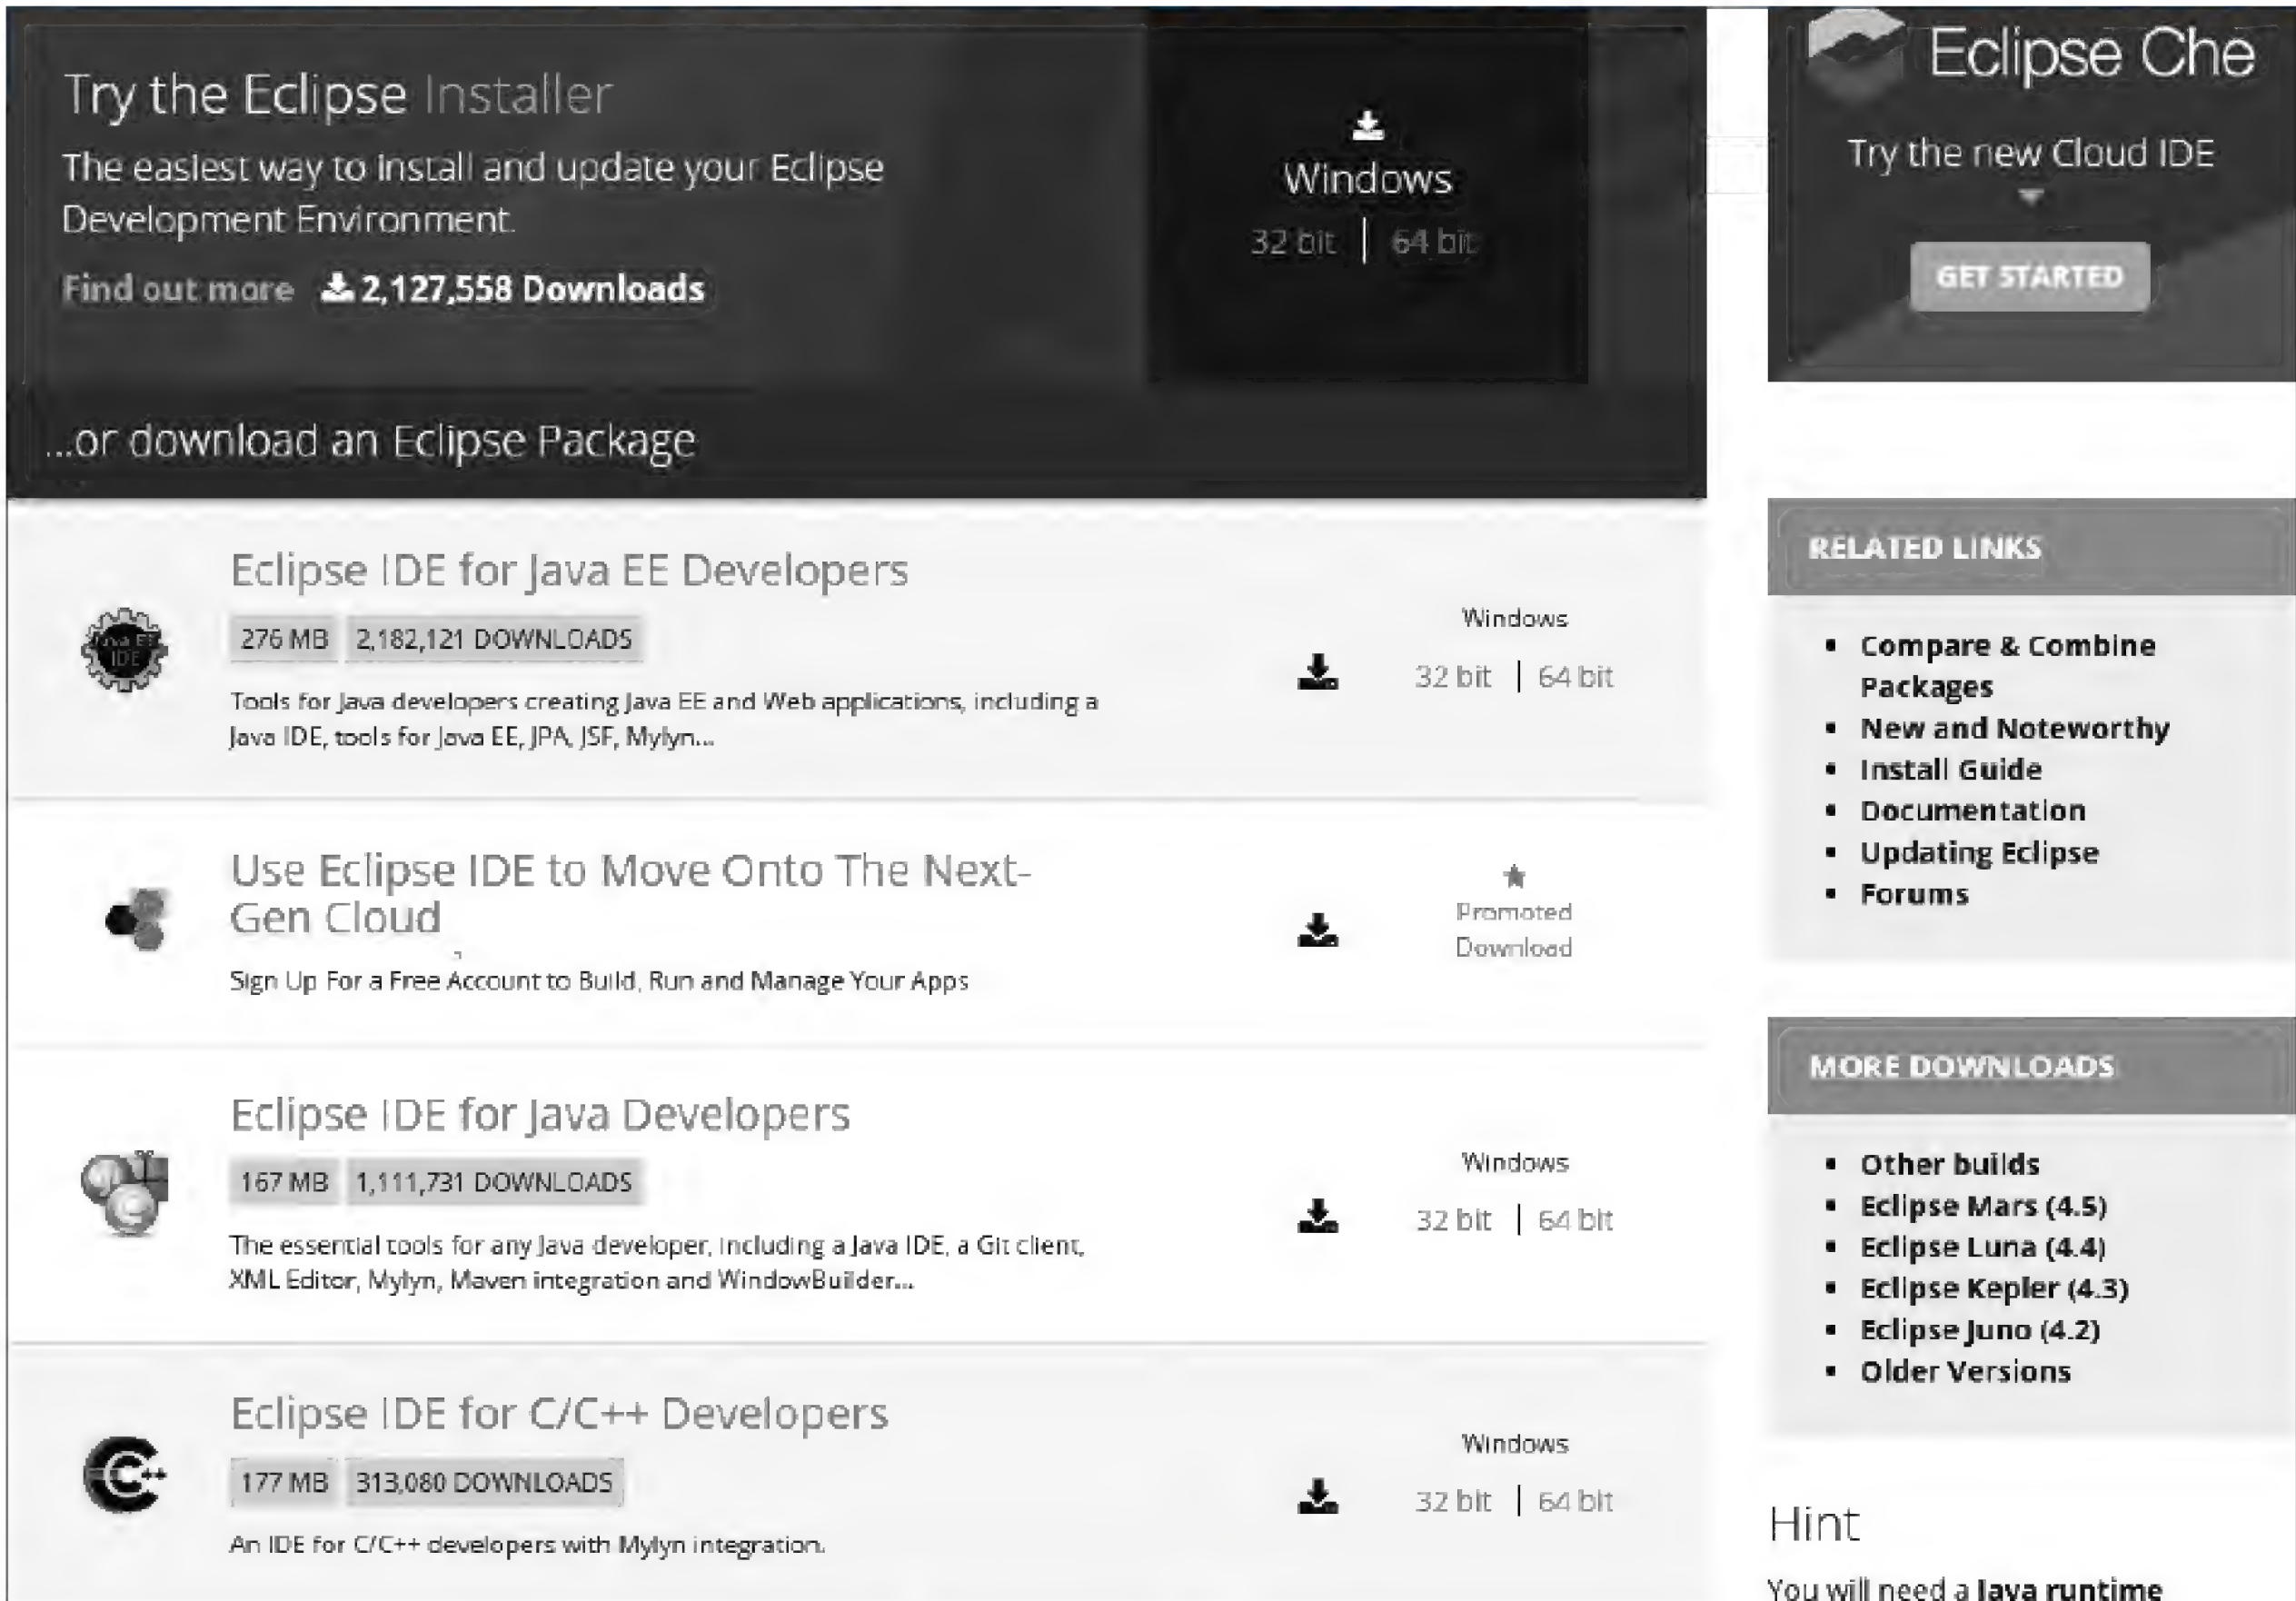 Try the Eclipse Installer
The easiest way to install and update your Eclipse
Development Environment.
Find out more 2,127,558 Downloads
Windows
32 bit | 64 bit
...or download an Eclipse Package
Eclipse IDE for Java EE Developers
276 MB 2,182,121 DOWNLOADS
Tools for Java developers creating Java EE and Web applications, including a
Java IDE, tools for Java EE, JPA, JSF, Mylyn...
Windows
32 bit | 64 bit
Java EE
IDE
Use Eclipse IDE to Move Onto The Next-
Gen Cloud
Sign Up For a Free Account to Build, Run and Manage Your Apps
Promoted
Download
Eclipse IDE for Java Developers
167 MB 1,111,731 DOWNLOADS
The essential tools for any Java developer, including a Java IDE, a Git client,
XML Editor, Mylyn, Maven integration and WindowBuilder...
Windows
32 bit | 64 bit
Eclipse IDE for C/C++ Developers
177 MB 313,080 DOWNLOADS
An IDE for C/C++ developers with Mylyn integration.
Windows
32 bit | 64 bit
C++
Eclipse Che
Try the new Cloud IDE
GET STARTED
RELATED LINKS
Compare & Combine
Packages
New and Noteworthy
Install Guide
Documentation
Updating Eclipse
Forums
MORE DOWNLOADS
Other builds
Eclipse Mars (4.5)
Eclipse Luna (4.4)
Eclipse Kepler (4.3)
Eclipse Juno (4.2)
Older Versions
Hint
You will need a Java runtime